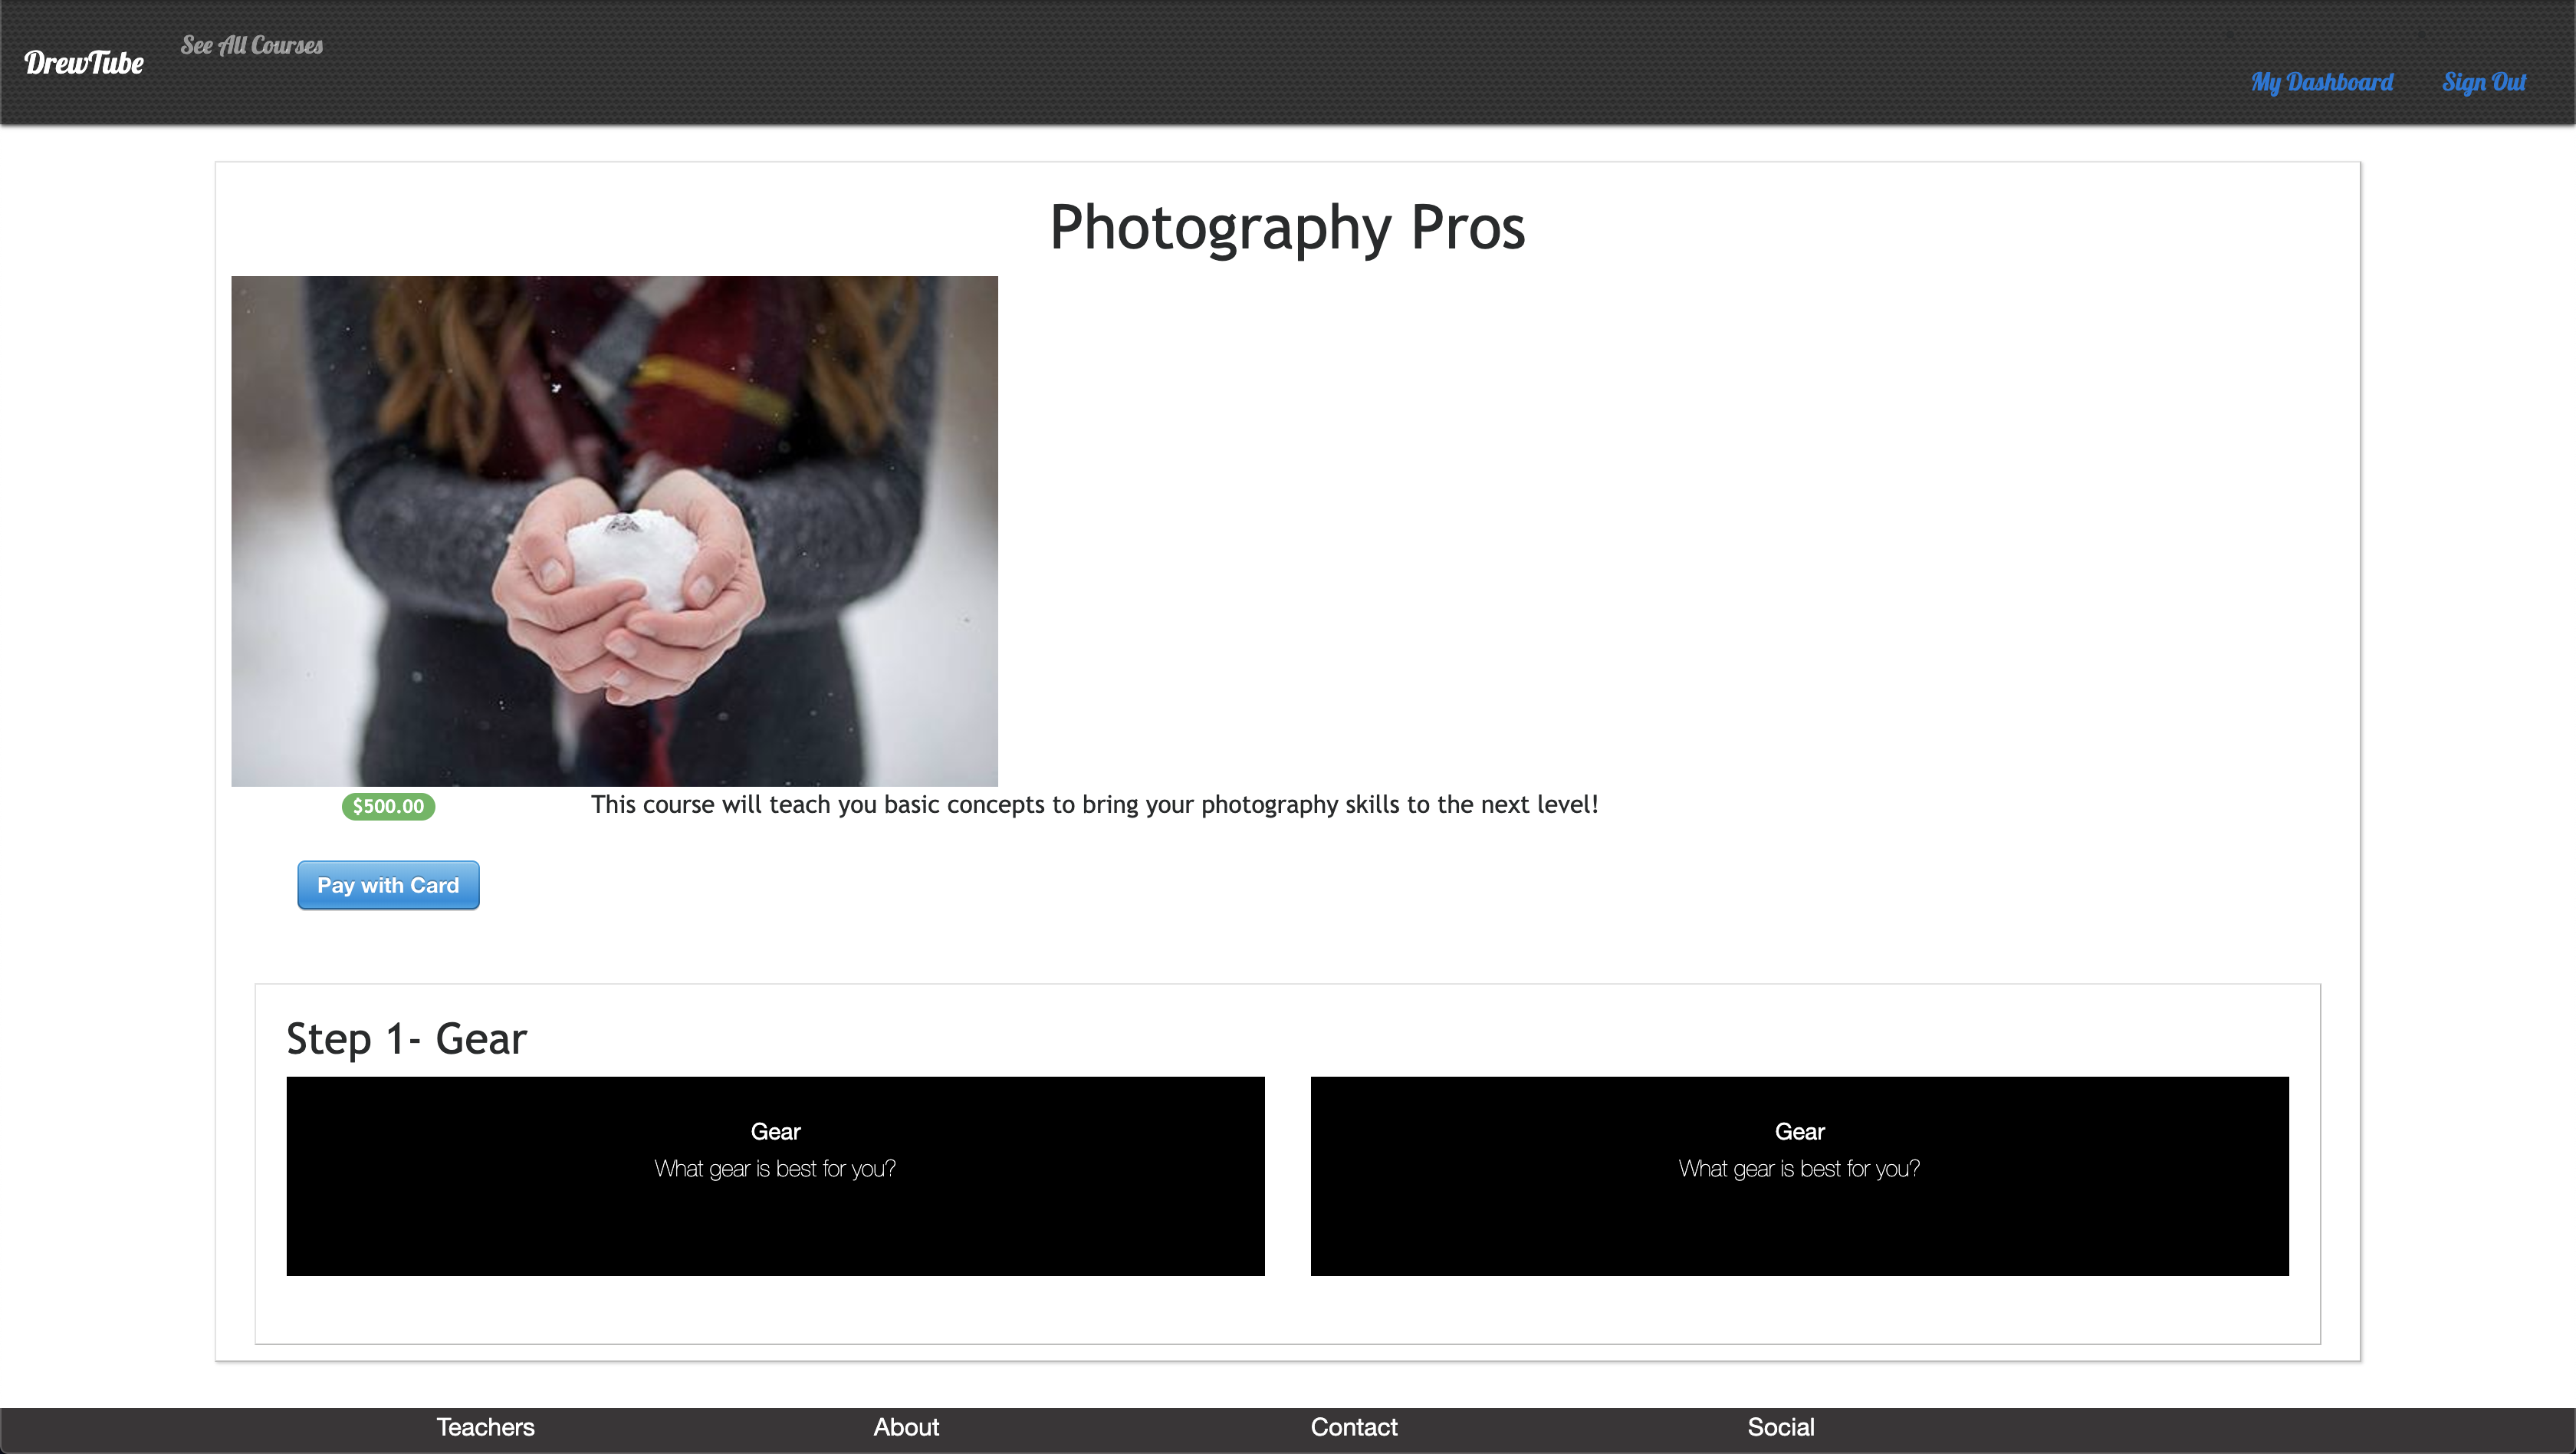 DrewTube
See All Courses
My Dashboard
Sign Out
Photography Pros
$500.00
This course will teach you basic concepts to bring your photography skills to the next level!
Pay with Card
Step 1- Gear
Gear
What gear is best for you?
Gear
What gear is best for you?
Teachers
About
Contact
Social